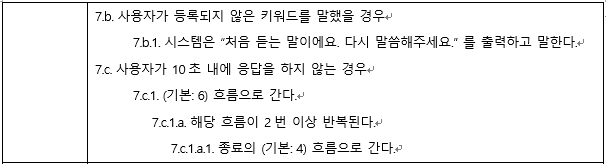 7.b. 사용자가 등록되지 않은 키워드를 말했을 경우
7.b.1. 시스템은 “처음 듣는 말이에요. 다시 말씀해주세요.” 를 출력하고 말한다.
7.c. 사용자가 10초 내에 응답을 하지 않는 경우
7.c.1. (기본: 6) 흐름으로 간다.
7.c.1.a. 해당 흐름이 2번 이상 반복된다.
7.c.1.a.1. 종료의 (기본: 4) 흐름으로 간다.